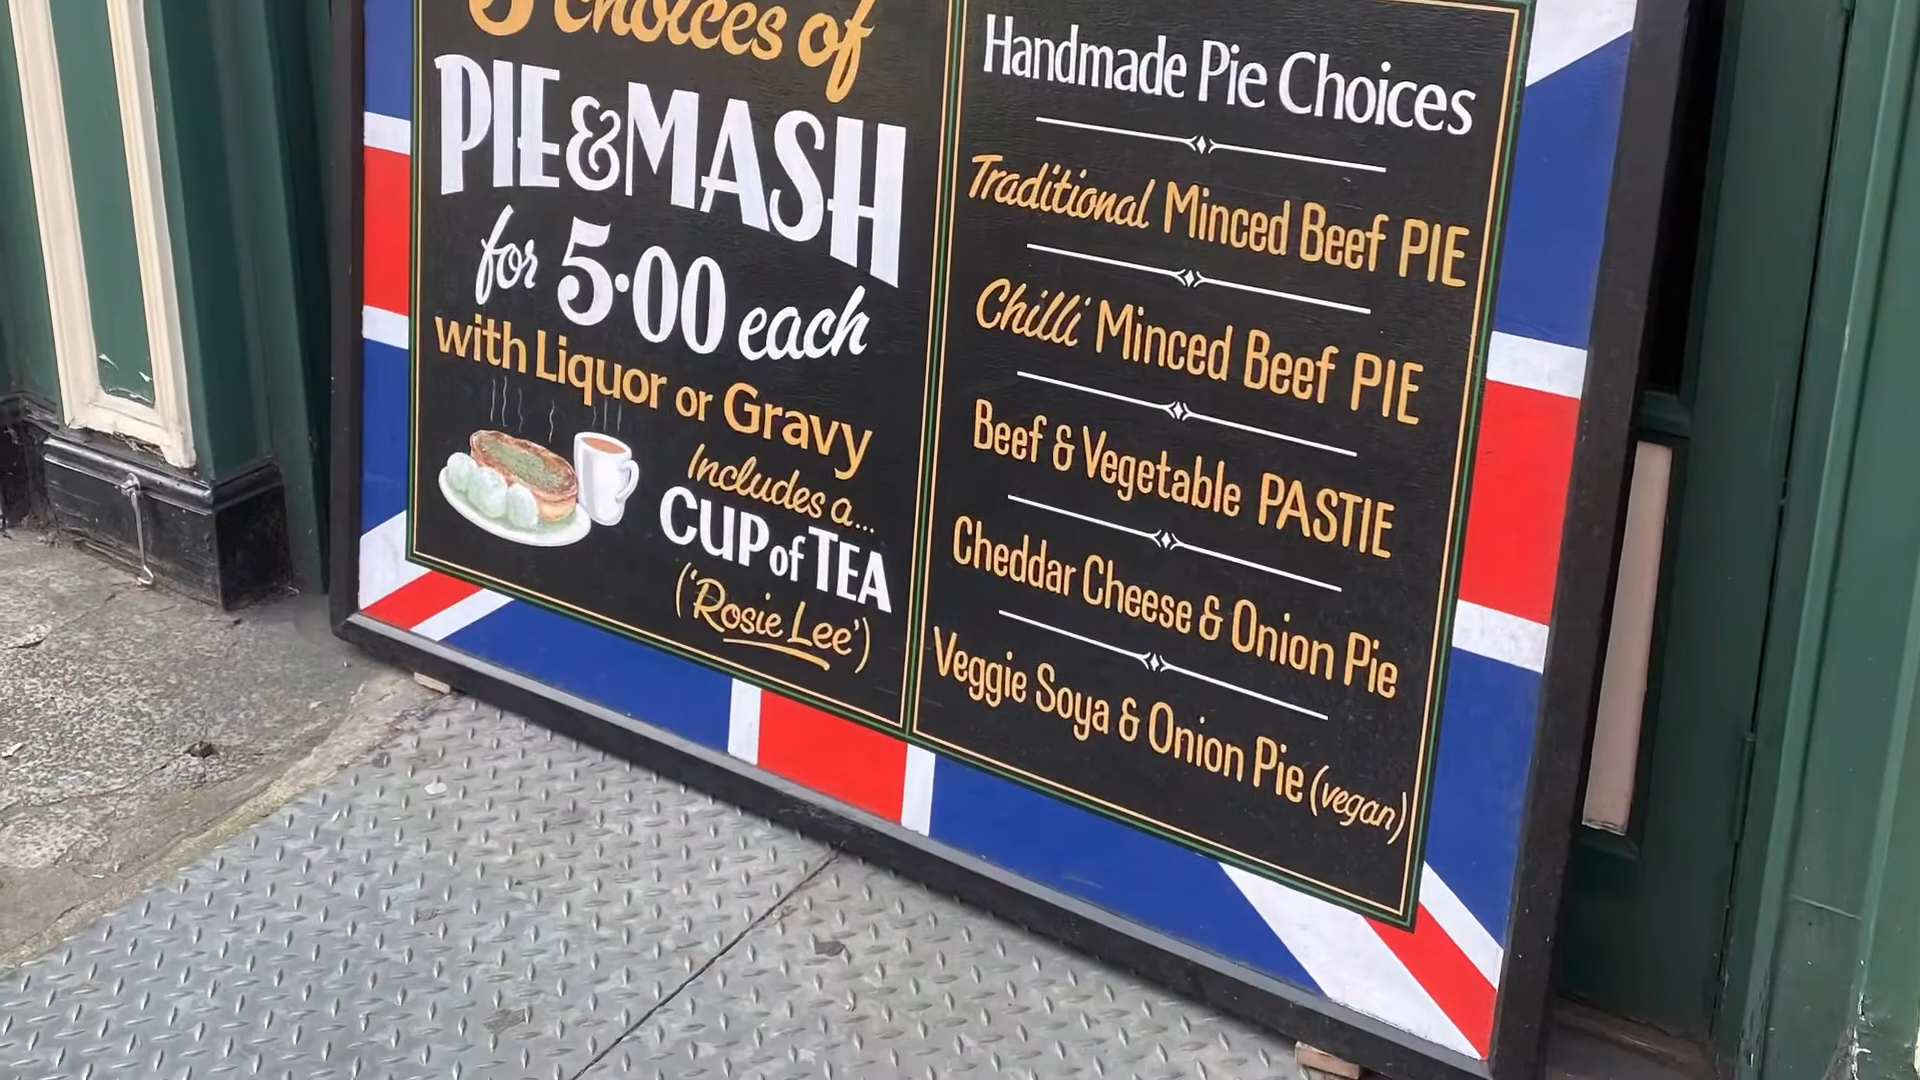 5 Choices of
PIE & MASH
for 5·00 each
with Liquor or Gravy
Includes a...
CUP of TEA
('Rosie Lee')
Handmade Pie Choices
Traditional Minced Beef PIE
Chilli Minced Beef PIE
Beef & Vegetable PASTIE
Cheddar Cheese & Onion Pie
Veggie Soya & Onion Pie (vegan)